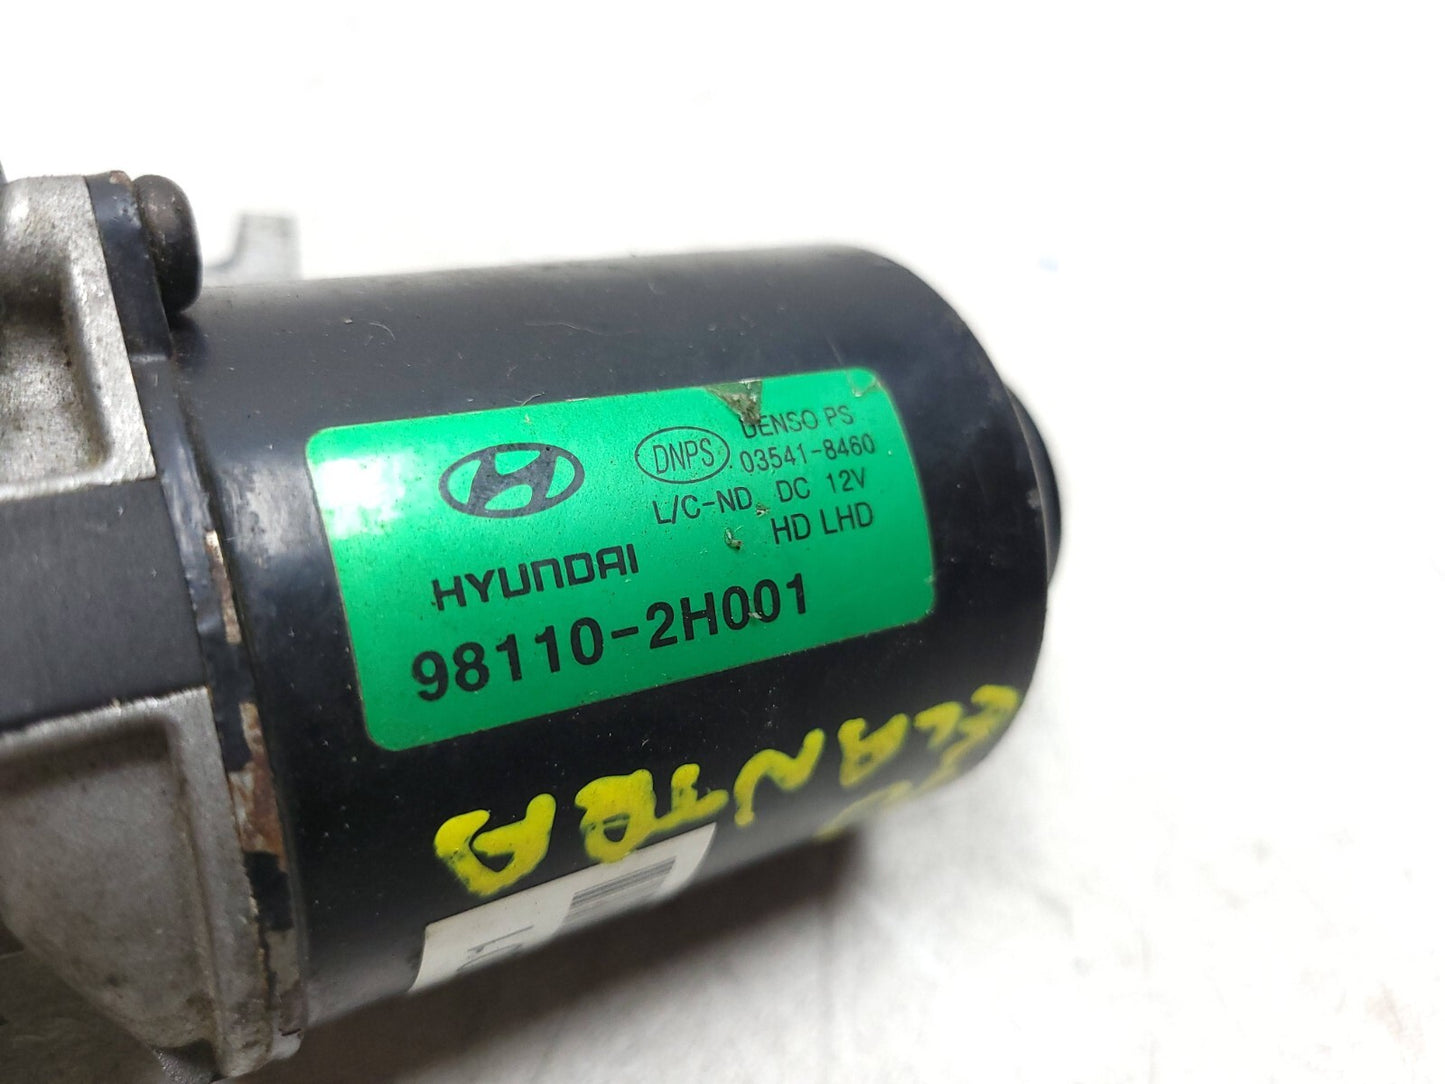 DENSO PS
DNPS 03541-8460
L/C-ND DC 12V
HD LHD
HYUNDAI
98110-2H001
ELANTRA